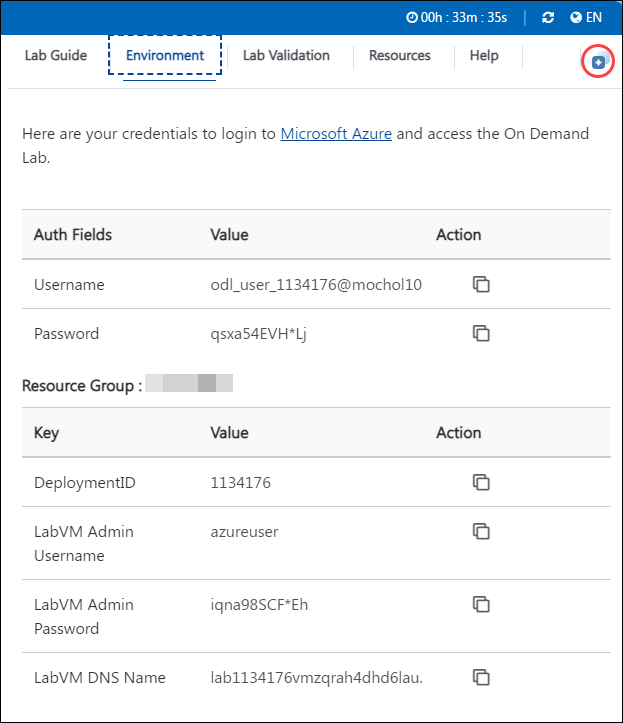 00h : 33m : 35s EN
Lab Guide Environment Lab Validation Resources Help
Here are your credentials to login to Microsoft Azure and access the On Demand
Lab.
Auth Fields Value Action
Username odl_user_1134176@mochol10
Password qsxa54EVH*Lj
Resource Group :
Key Value Action
DeploymentID 1134176
LabVM Admin azureuser
Username
LabVM Admin iqna98SCF*Eh
Password
LabVM DNS Name lab1134176vmzqrah4dhd6lau.